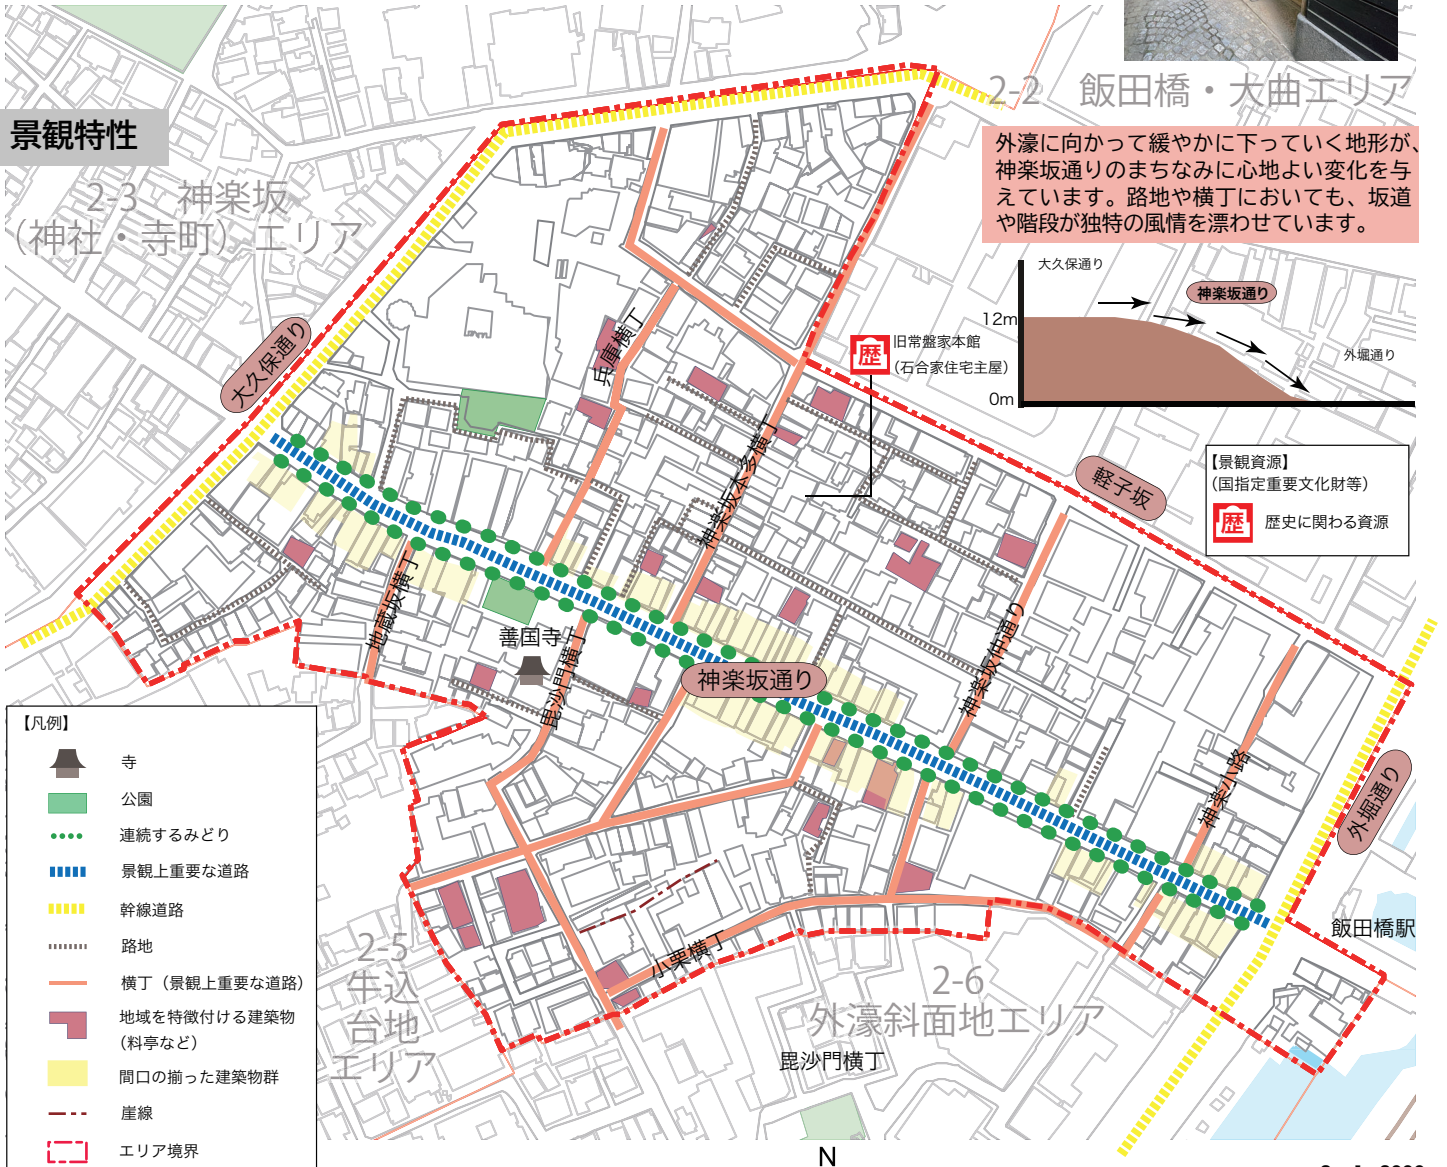 景観特性
2-2　飯田橋・大曲エリア
外濠に向かって緩やかに下っていく地形が、
神楽坂通りのまちなみに心地よい変化を与
えています。路地や横丁においても、坂道
や階段が独特の風情を漂わせています。
2-3　神楽坂
（神社・寺町）エリア
大久保通り
神楽坂通り
12m
外堀通り
0m
旧常盤家本館
（石合家住宅主屋）
歴
大久保通り
兵庫横丁
神楽坂本多横丁
軽子坂
【景観資源】
（国指定重要文化財等）
歴
歴史に関わる資源
地蔵坂横丁
善国寺
毘沙門横丁
神楽坂通り
神楽坂仲通り
神楽小路
外堀通り
飯田橋駅
小栗横丁
2-5
牛込
台地
エリア
2-6
外濠斜面地エリア
毘沙門横丁
【凡例】
寺
公園
連続するみどり
景観上重要な道路
幹線道路
路地
横丁（景観上重要な道路）
地域を特徴付ける建築物
（料亭など）
間口の揃った建築物群
崖線
エリア境界
N